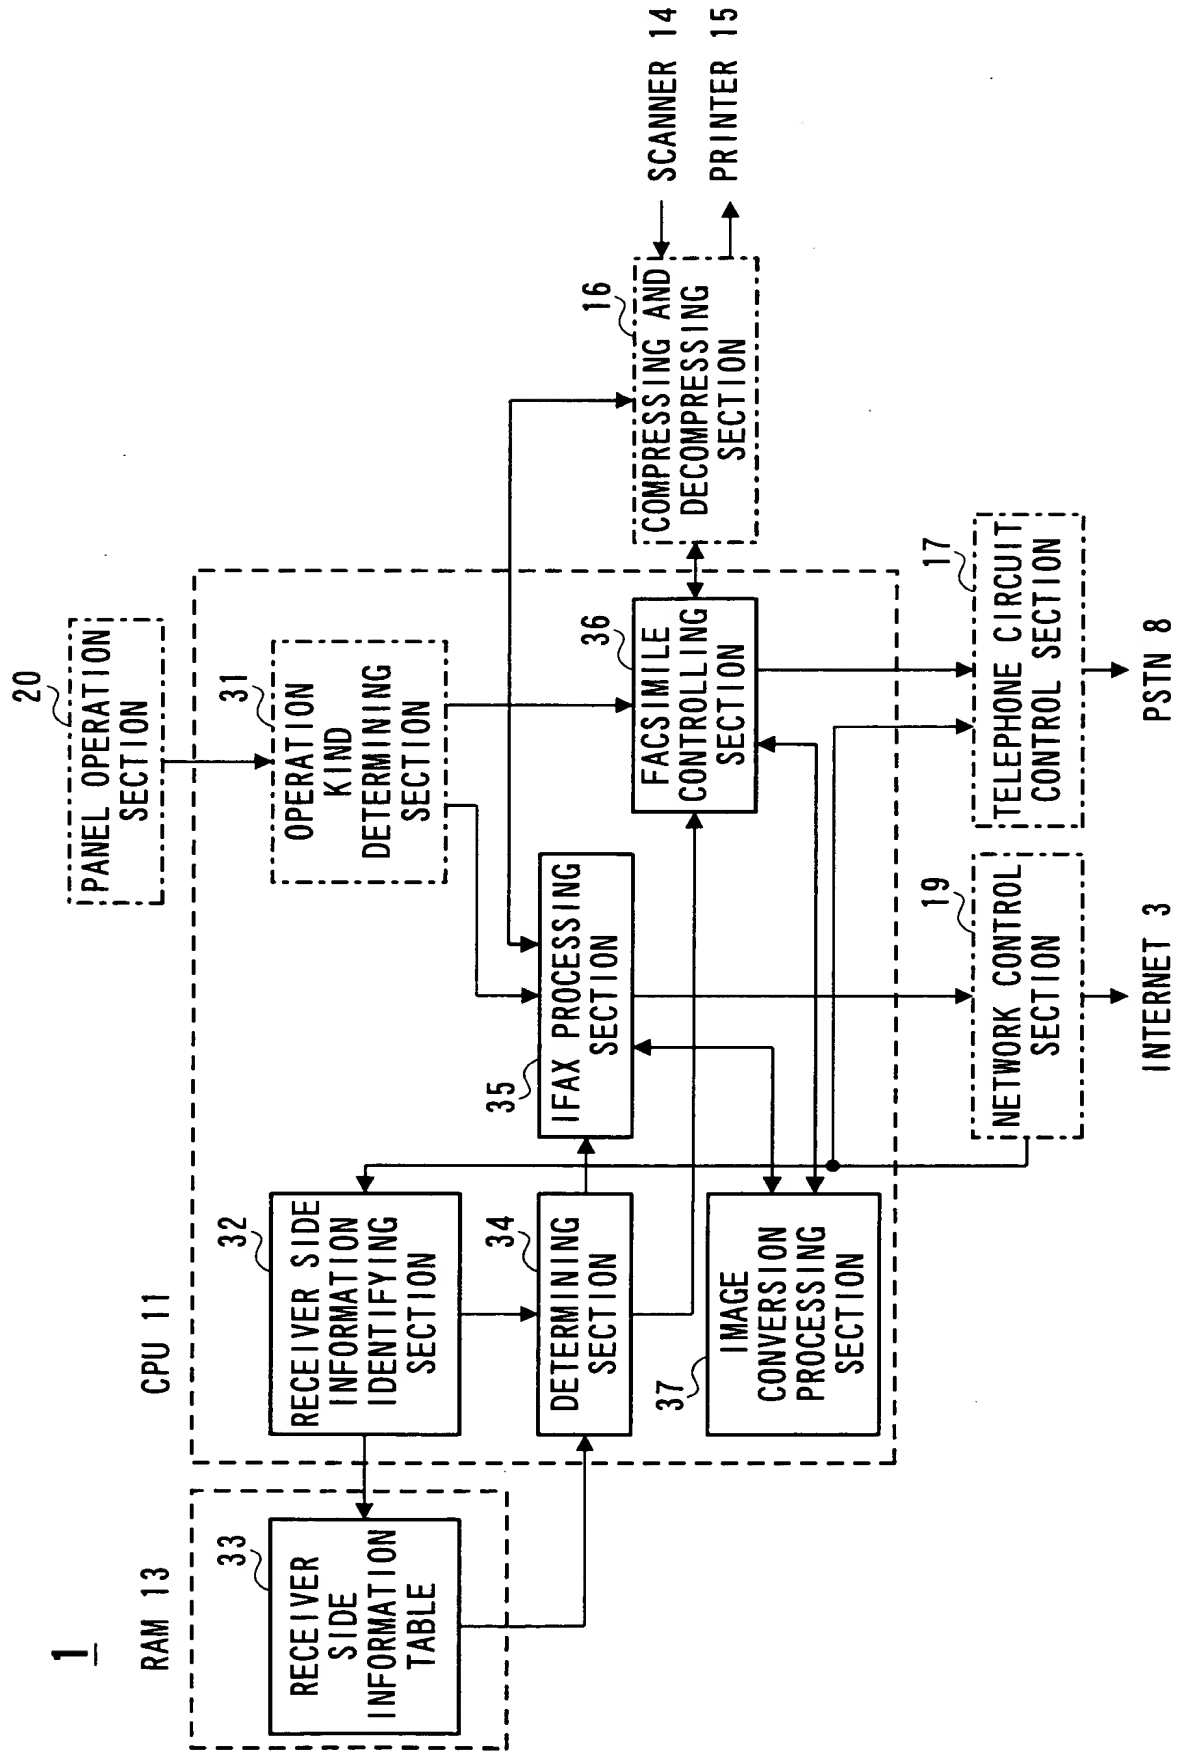 1
RAM 13
CPU 11
20
PANEL OPERATION
SECTION
33
RECEIVER
SIDE
INFORMATION
TABLE
32
RECEIVER SIDE
INFORMATION
IDENTIFYING
SECTION
31
OPERATION
KIND
DETERMINING
SECTION
34
DETERMINING
SECTION
35
IFAX PROCESSING
SECTION
36
FACSIMILE
CONTROLLING
SECTION
16
COMPRESSING AND
DECOMPRESSING
SECTION
SCANNER 14
PRINTER 15
37
IMAGE
CONVERSION
PROCESSING
SECTION
19
NETWORK CONTROL
SECTION
17
TELEPHONE CIRCUIT
CONTROL SECTION
INTERNET 3
PSTN 8